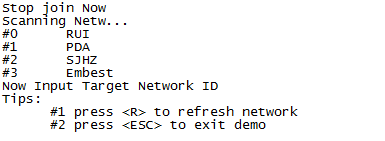 Stop join Now
Scanning Netw...
#0 RUI
#1 PDA
#2 SJHZ
#3 Embest
Now Input Target Network ID
Tips:
#1 press <R> to refresh network
#2 press <ESC> to exit demo